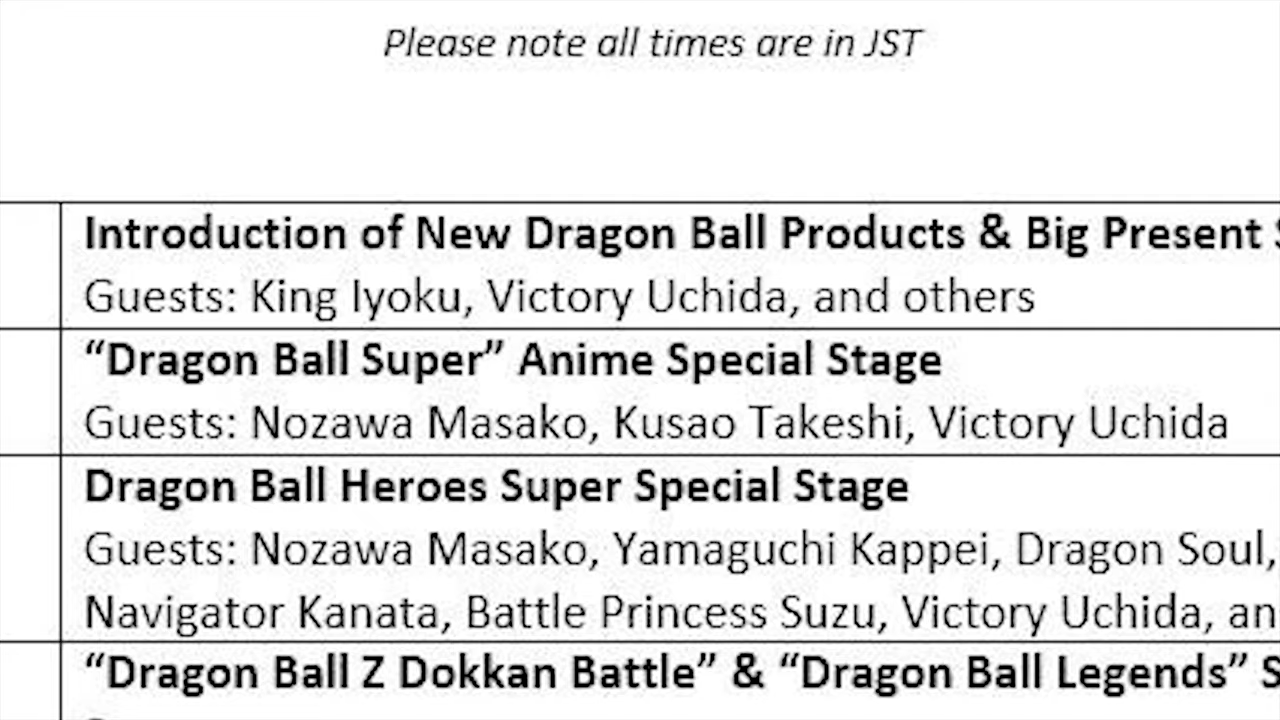 Please note all times are in JST
Introduction of New Dragon Ball Products & Big Present
Guests: King Iyoku, Victory Uchida, and others
“Dragon Ball Super” Anime Special Stage
Guests: Nozawa Masako, Kusao Takeshi, Victory Uchida
Dragon Ball Heroes Super Special Stage
Guests: Nozawa Masako, Yamaguchi Kappei, Dragon Soul,
Navigator Kanata, Battle Princess Suzu, Victory Uchida,
“Dragon Ball Z Dokkan Battle” & “Dragon Ball Legends”